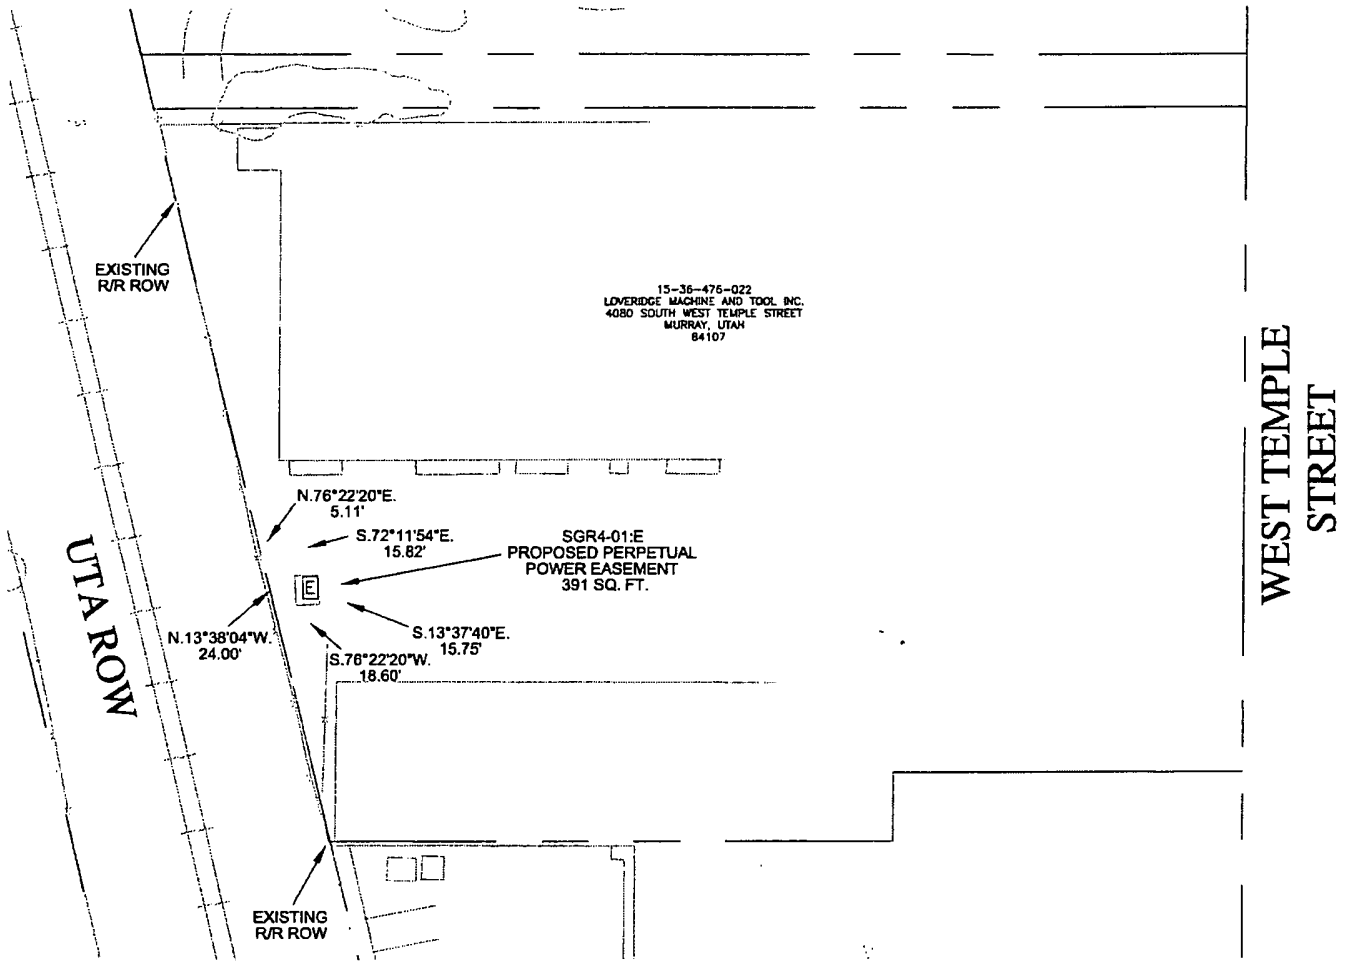 EXISTING
R/R ROW
15-36-476-022
LOVERIDGE MACHINE AND TOOL INC.
4080 SOUTH WEST TEMPLE STREET
MURRAY, UTAH
84107
WEST TEMPLE
STREET
N.76°22'20"E.
5.11'
S.72°11'54"E.
15.82'
SGR4-01:E
PROPOSED PERPETUAL
POWER EASEMENT
391 SQ. FT.
E
UTA ROW
N.13°38'04"W.
24.00'
S.13°37'40"E.
15.75'
S.76°22'20"W.
18.60'
EXISTING
R/R ROW